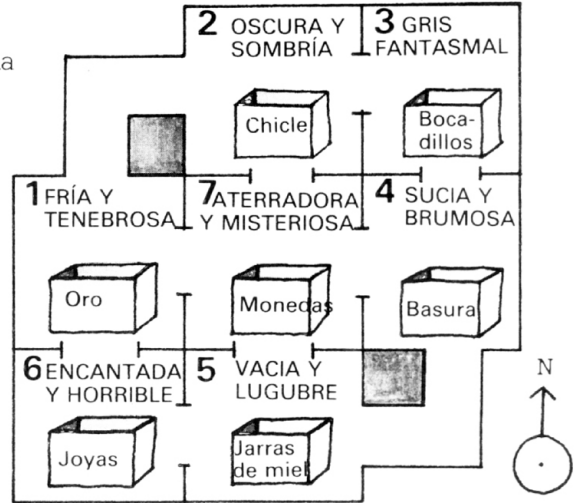 a
2 OSCURA Y
SOMBRÍA
3 GRIS
FANTASMAL
Chicle
Boca-
dillos
1 FRÍA Y
TENEBROSA
7 ATERRADORA
Y MISTERIOSA
4 SUCIA Y
BRUMOSA
Oro
Monedas
Basura
6 ENCANTADA
Y HORRIBLE
5 VACIA Y
LUGUBRE
N
Joyas
Jarras
de miel